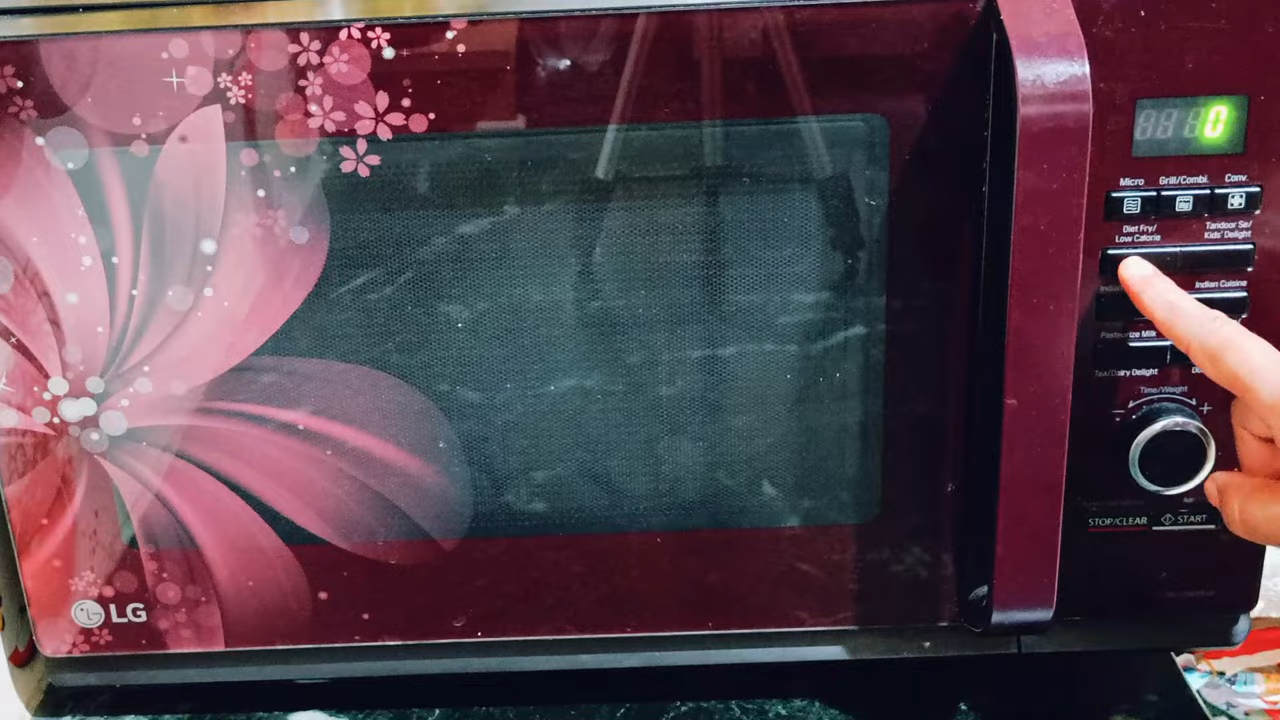 0
Micro Grill/Combi. Conv.
Diet Fry/ Tandoor Se/
Low Calorie Kids' Delight
Indian Cuisine
Pasteurize Milk
Tea/Dairy Delight
Time/Weight
- +
STOP/CLEAR START
LG